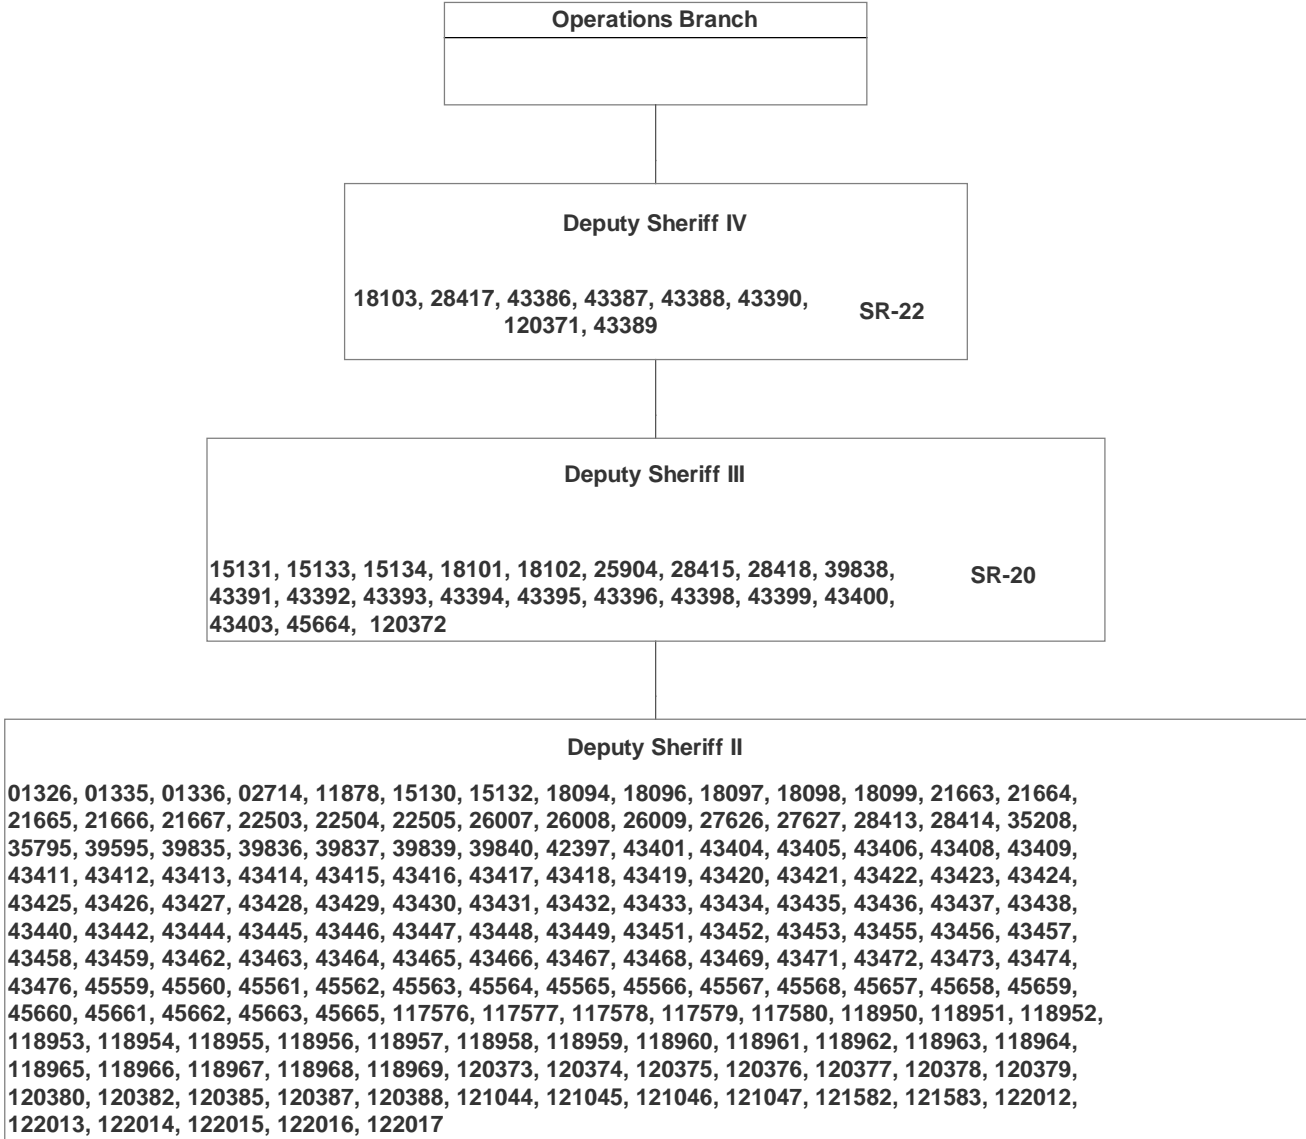 Operations Branch
Deputy Sheriff IV
18103, 28417, 43386, 43387, 43388, 43390,
120371, 43389
SR-22
Deputy Sheriff III
15131, 15133, 15134, 18101, 18102, 25904, 28415, 28418, 39838,
43391, 43392, 43393, 43394, 43395, 43396, 43398, 43399, 43400,
43403, 45664,  120372
SR-20
Deputy Sheriff II
01326, 01335, 01336, 02714, 11878, 15130, 15132, 18094, 18096, 18097, 18098, 18099, 21663, 21664,
21665, 21666, 21667, 22503, 22504, 22505, 26007, 26008, 26009, 27626, 27627, 28413, 28414, 35208,
35795, 39595, 39835, 39836, 39837, 39839, 39840, 42397, 43401, 43404, 43405, 43406, 43408, 43409,
43411, 43412, 43413, 43414, 43415, 43416, 43417, 43418, 43419, 43420, 43421, 43422, 43423, 43424,
43425, 43426, 43427, 43428, 43429, 43430, 43431, 43432, 43433, 43434, 43435, 43436, 43437, 43438,
43440, 43442, 43444, 43445, 43446, 43447, 43448, 43449, 43451, 43452, 43453, 43455, 43456, 43457,
43458, 43459, 43462, 43463, 43464, 43465, 43466, 43467, 43468, 43469, 43471, 43472, 43473, 43474,
43476, 45559, 45560, 45561, 45562, 45563, 45564, 45565, 45566, 45567, 45568, 45657, 45658, 45659,
45660, 45661, 45662, 45663, 45665, 117576, 117577, 117578, 117579, 117580, 118950, 118951, 118952,
118953, 118954, 118955, 118956, 118957, 118958, 118959, 118960, 118961, 118962, 118963, 118964,
118965, 118966, 118967, 118968, 118969, 120373, 120374, 120375, 120376, 120377, 120378, 120379,
120380, 120382, 120385, 120387, 120388, 121044, 121045, 121046, 121047, 121582, 121583, 122012,
122013, 122014, 122015, 122016, 122017